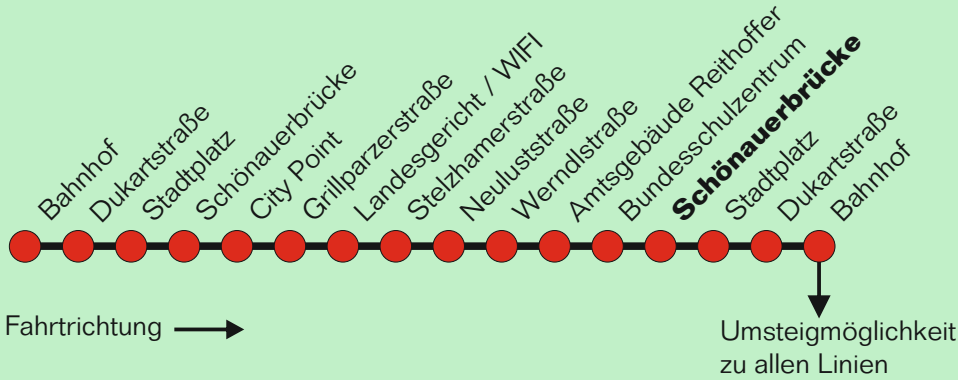 Bahnhof
Dukartstraße
Stadtplatz
Schönauerbrücke
City Point
Grillparzerstraße
Landesgericht / WIFI
Stelzhamerstraße
Neuluststraße
Werndlstraße
Amtsgebäude Reithoffer
Bundesschulzentrum
Schönauerbrücke
Stadtplatz
Dukartstraße
Bahnhof
Fahrtrichtung
Umsteigmöglichkeit
zu allen Linien